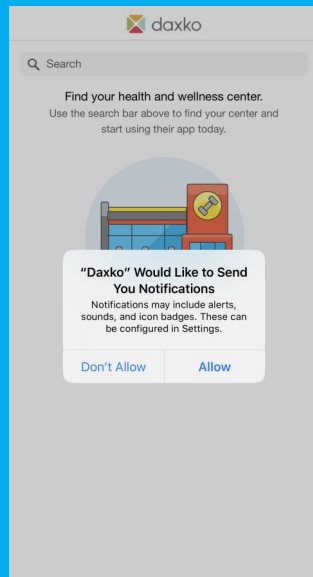 daxko
Search
Find your health and wellness center.
Use the search bar above to find your center and
start using their app today.
“Daxko” Would Like to Send
You Notifications
Notifications may include alerts,
sounds, and icon badges. These can
be configured in Settings.
Don’t Allow
Allow